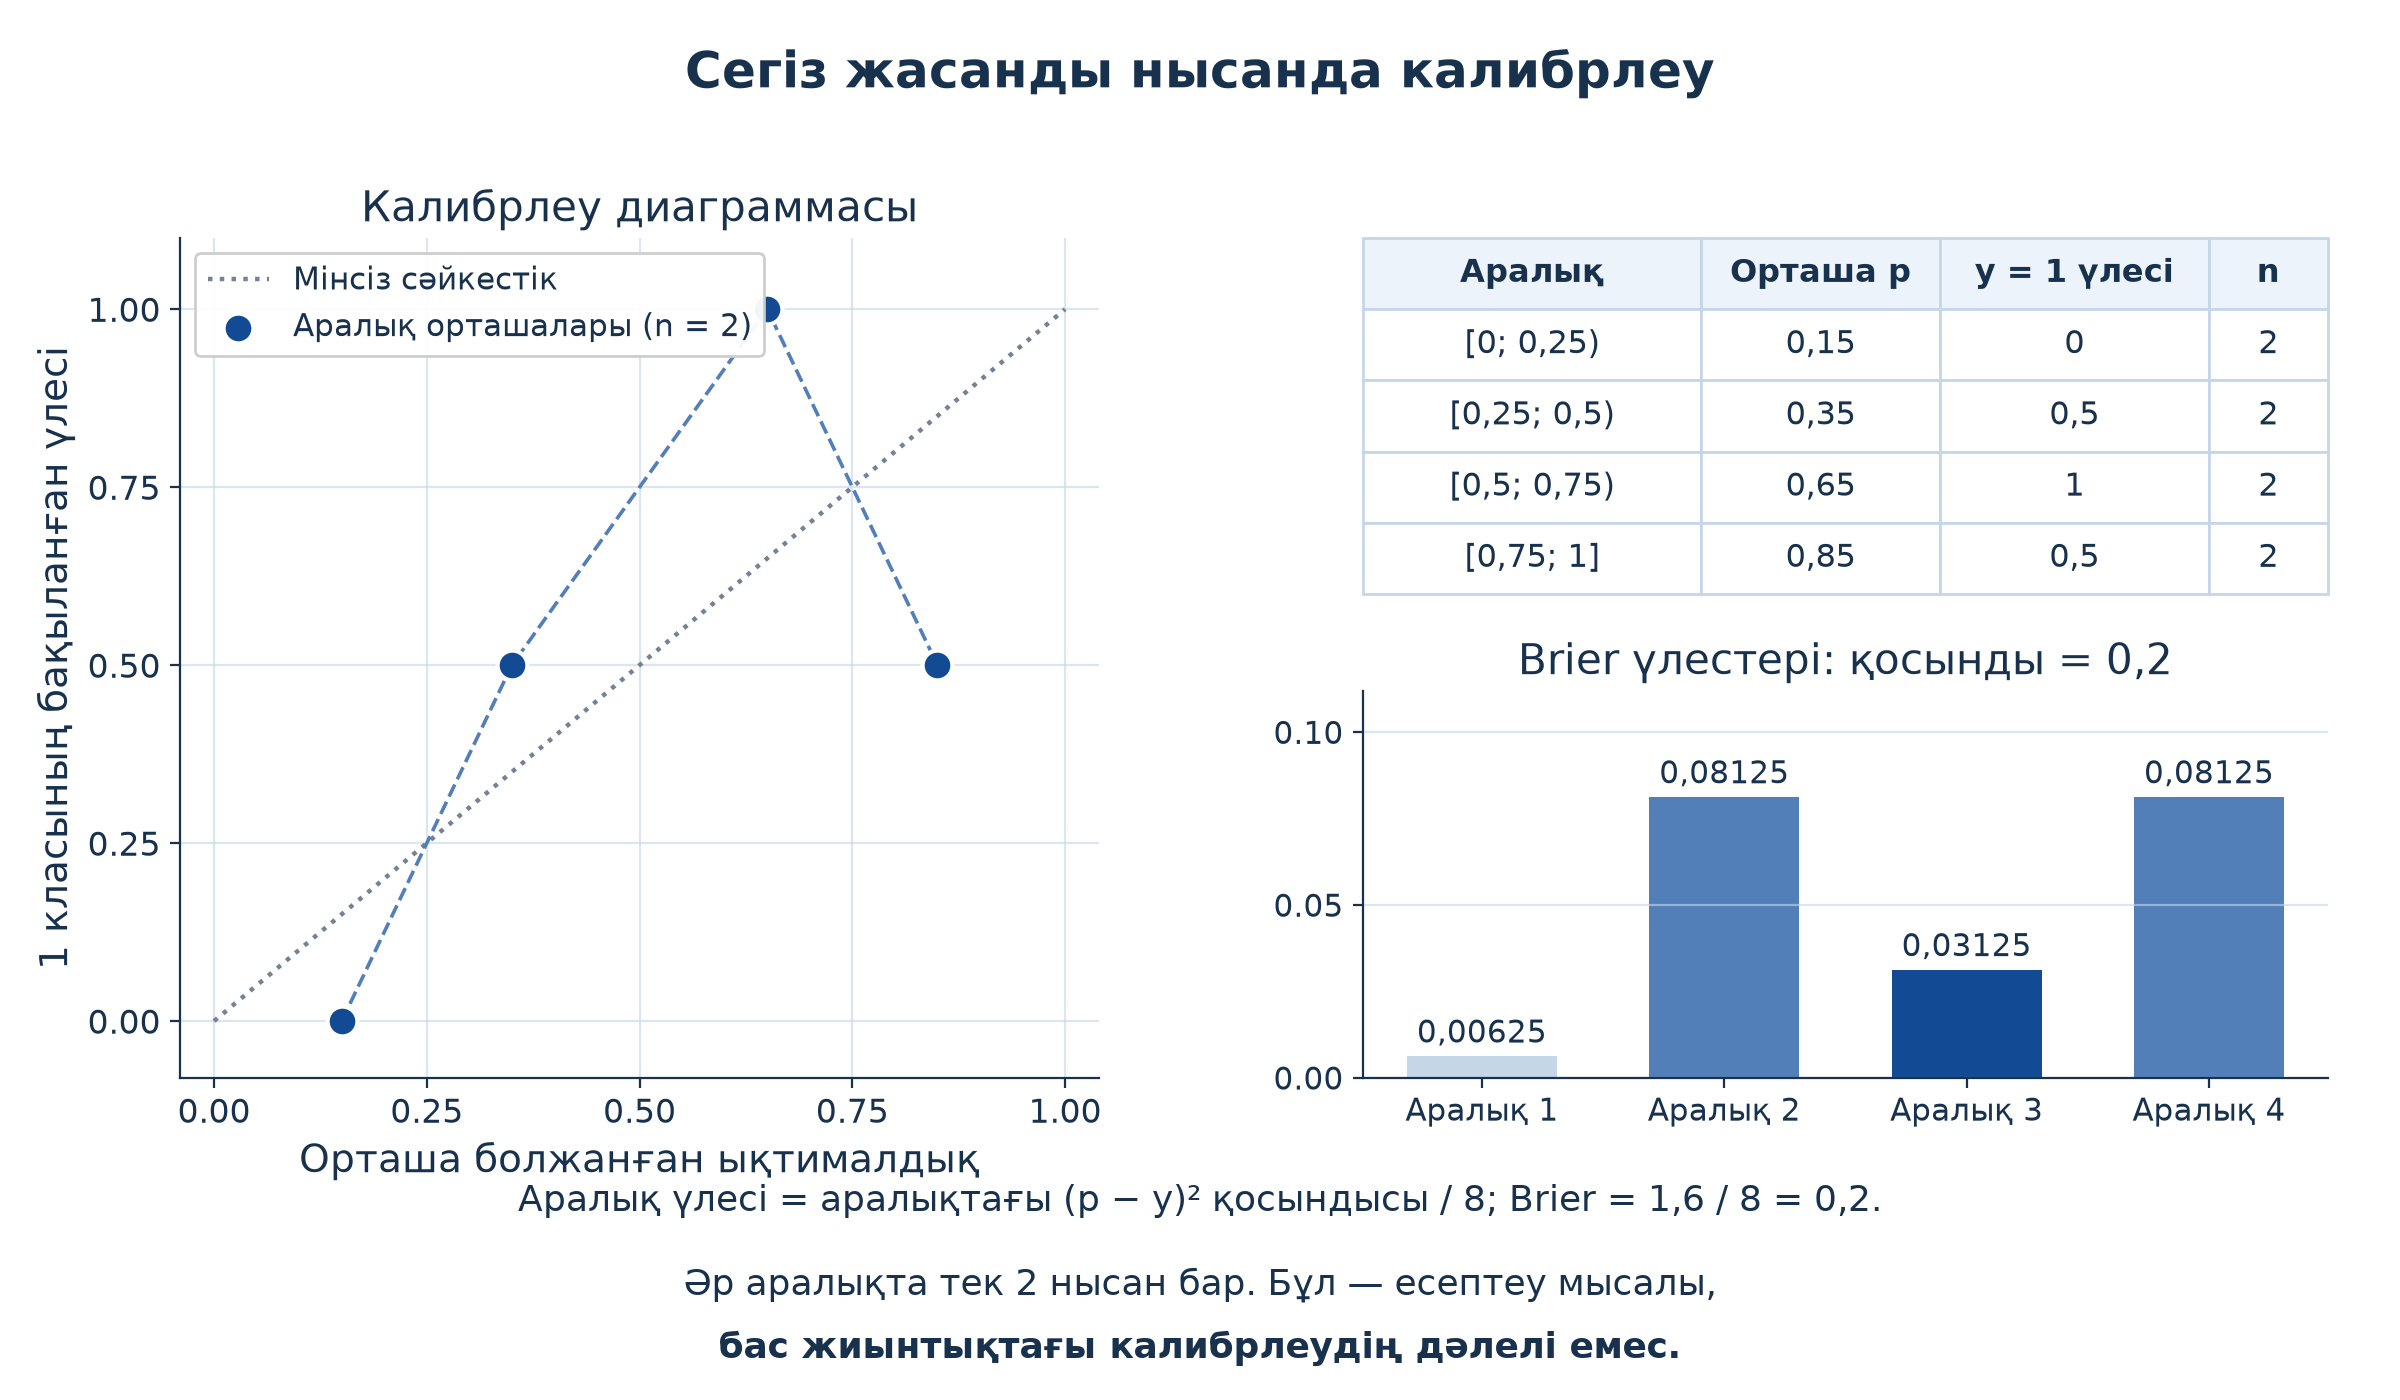 Сегіз жасанды нысанда калибрлеу
Калибрлеу диаграммасы
Мінсіз сәйкестік
Аралық орташалары (n = 2)
1 класының бақыланған үлесі
1.00
0.75
0.50
0.25
0.00
0.00 0.25 0.50 0.75 1.00
Орташа болжанған ықтималдық
Аралық Орташа p y = 1 үлесі n
[0; 0,25) 0,15 0 2
[0,25; 0,5) 0,35 0,5 2
[0,5; 0,75) 0,65 1 2
[0,75; 1] 0,85 0,5 2
Brier үлестері: қосынды = 0,2
0.10
0.05
0.00
0,00625 0,08125 0,03125 0,08125
Аралық 1 Аралық 2 Аралық 3 Аралық 4
Аралық үлесі = аралықтағы (p − y)² қосындысы / 8; Brier = 1,6 / 8 = 0,2.
Әр аралықта тек 2 нысан бар. Бұл — есептеу мысалы,
бас жиынтықтағы калибрлеудің дәлелі емес.